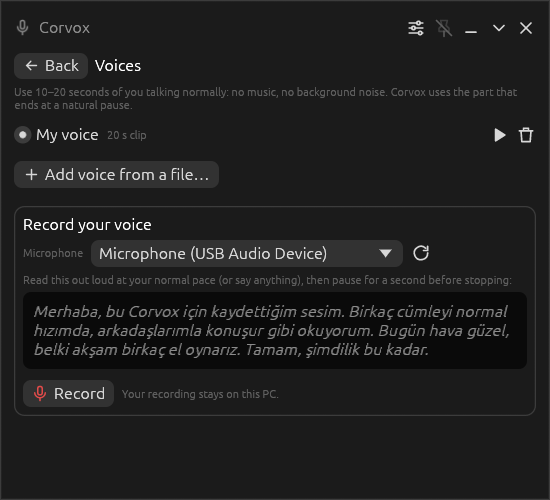 Corvox
Back Voices
Use 10–20 seconds of you talking normally: no music, no background noise. Corvox uses the part that
ends at a natural pause.
My voice 20 s clip
Add voice from a file...
Record your voice
Microphone Microphone (USB Audio Device)
Read this out loud at your normal pace (or say anything), then pause for a second before stopping:
Merhaba, bu Corvox için kaydettiğim sesim. Birkaç cümleyi normal
hızımda, arkadaşlarımla konuşur gibi okuyorum. Bugün hava güzel,
belki akşam birkaç el oynarız. Tamam, şimdilik bu kadar.
Record Your recording stays on this PC.